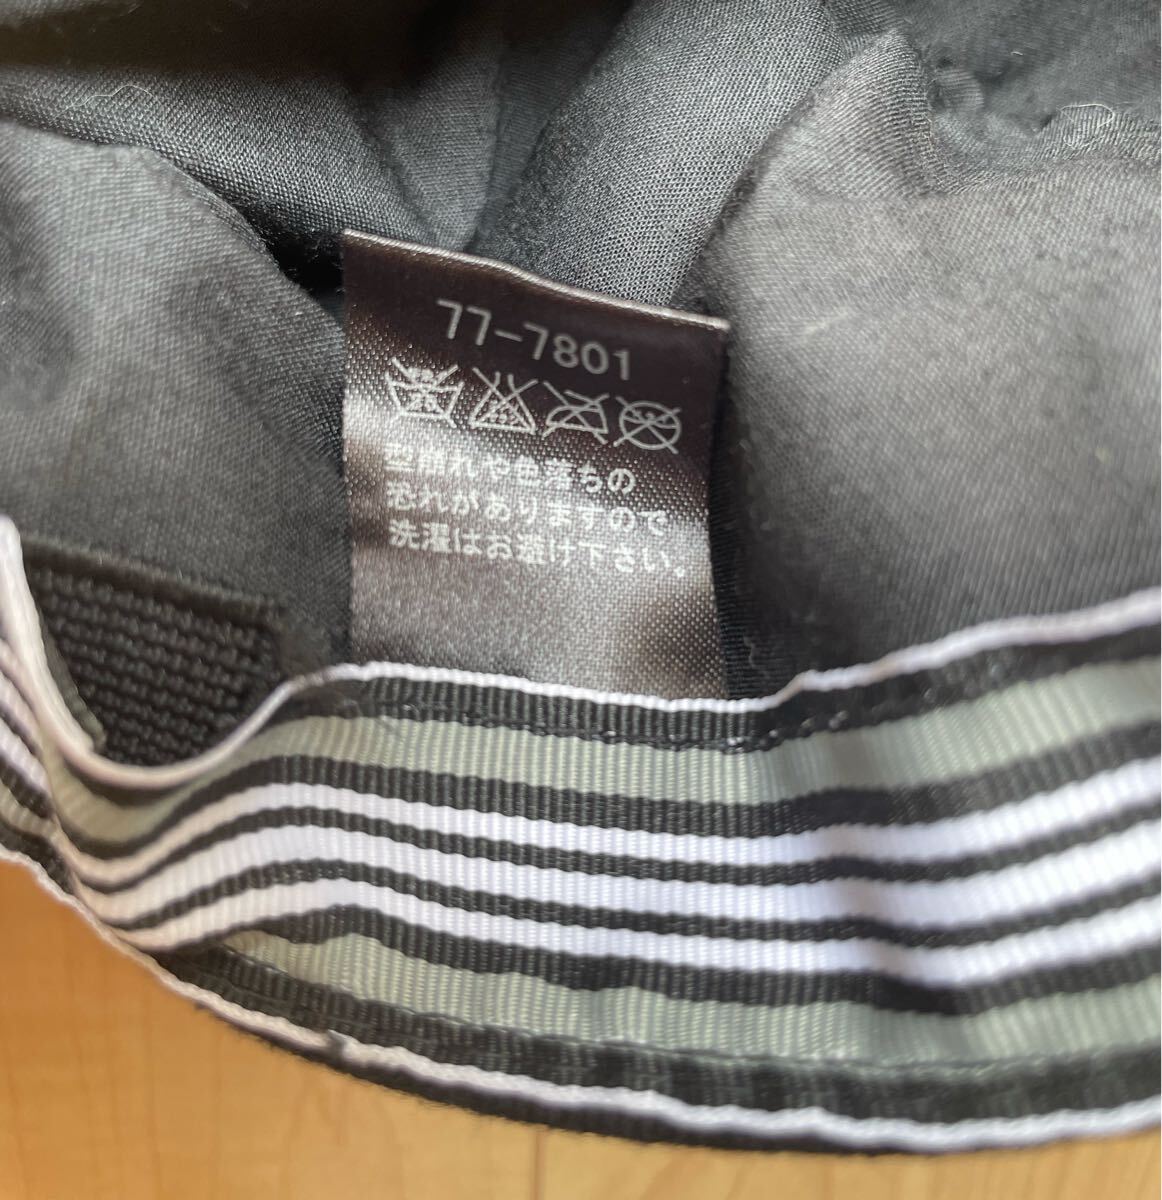 77-7801
型崩れや色落ちの
恐れがありますので
洗濯はお避け下さい。